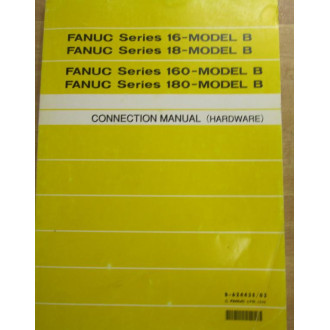 FANUC Series 16-MODEL B
FANUC Series 18-MODEL B
FANUC Series 160-MODEL B
FANUC Series 180-MODEL B
CONNECTION MANUAL (HARDWARE)